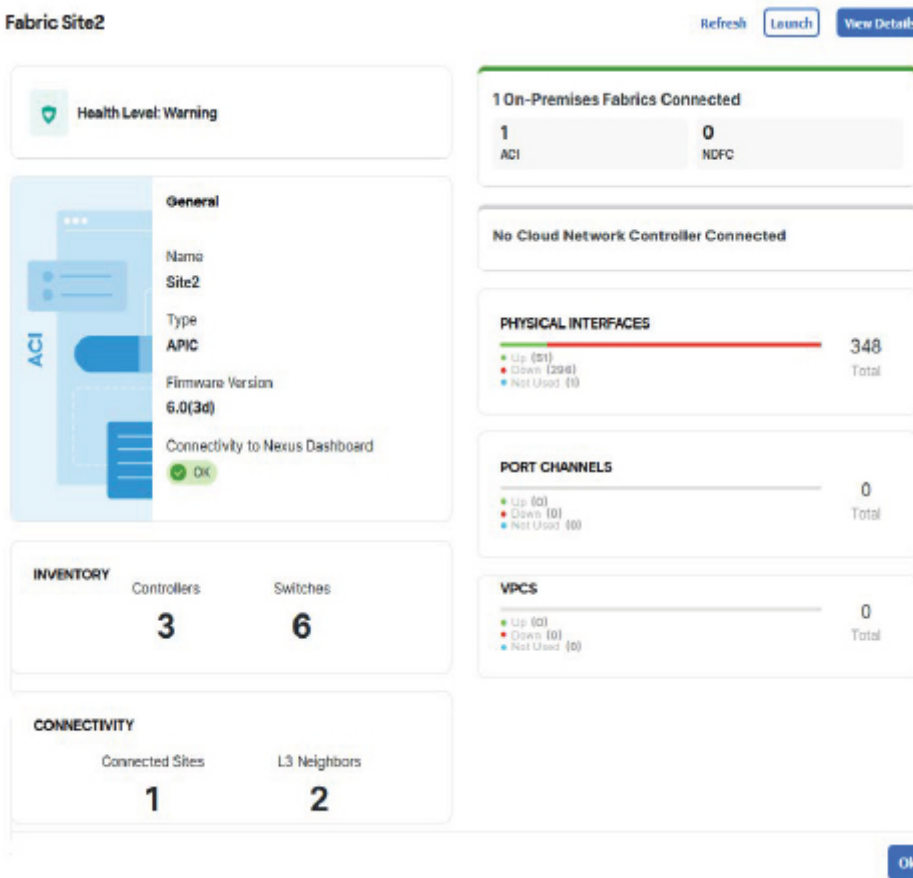 Fabric Site2
Refresh Launch View Details
Health Level: Warning
ACI
General
Name
Site2
Type
APIC
Firmware Version
6.0(3d)
Connectivity to Nexus Dashboard
OK
INVENTORY
Controllers Switches
3 6
CONNECTIVITY
Connected Sites L3 Neighbors
1 2
1 On-Premises Fabrics Connected
1 0
ACI NDFC
No Cloud Network Controller Connected
PHYSICAL INTERFACES
Up (51)
Down (296)
Not Used (1)
348
Total
PORT CHANNELS
Up (0)
Down (0)
Not Used (0)
0
Total
VPCS
Up (0)
Down (0)
Not Used (0)
0
Total